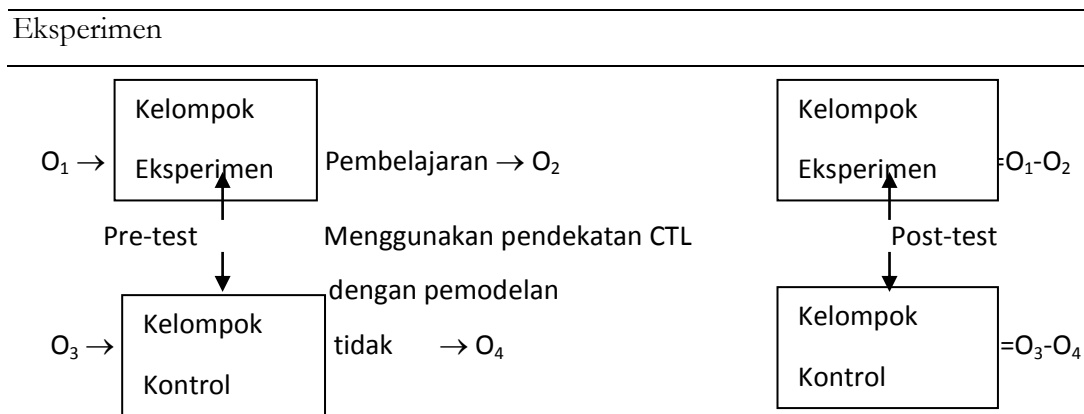 Eksperimen
Kelompok Kelompok
O₁ → Eksperimen Pembelajaran → O₂ Eksperimen =O₁-O₂
Pre-test Menggunakan pendekatan CTL Post-test
dengan pemodelan
Kelompok Kelompok
O₃ → tidak → O₄ =O₃-O₄
Kontrol Kontrol